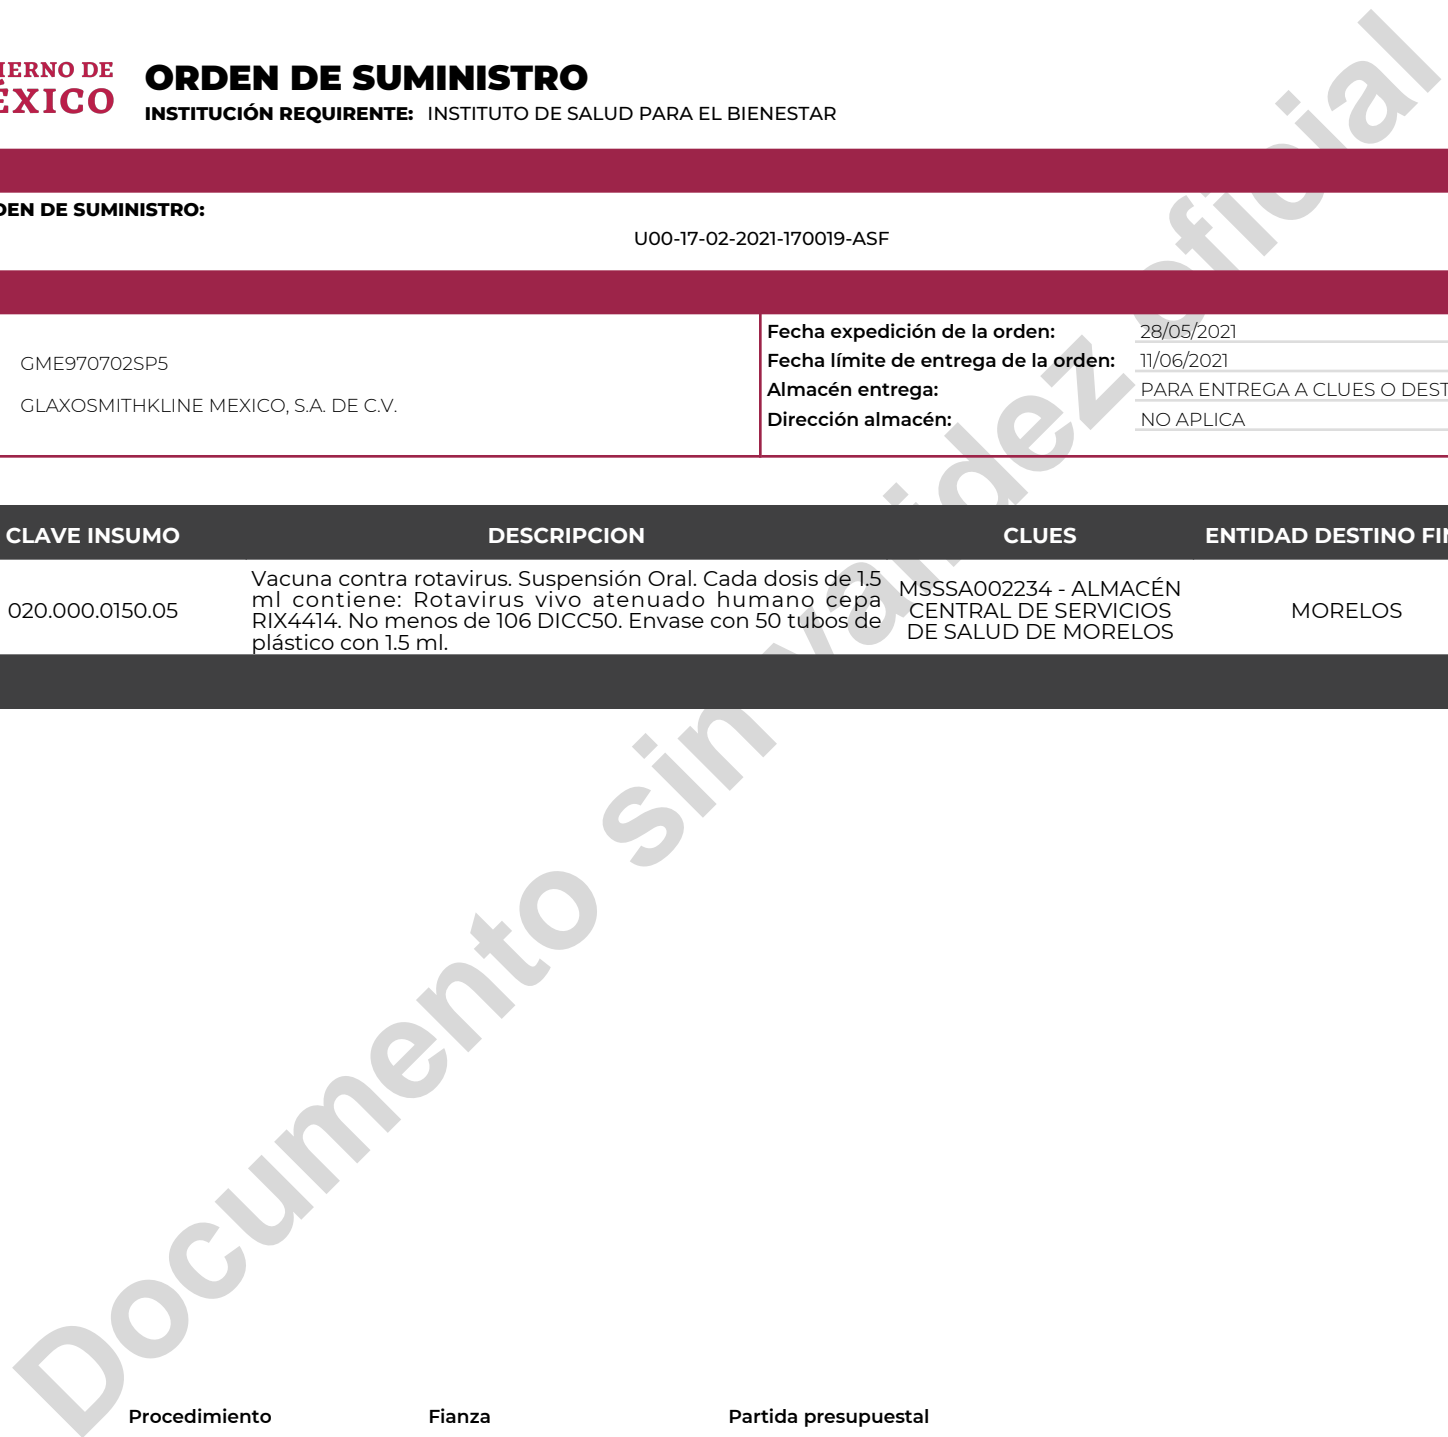 IERNO DE
ÉXICO
ORDEN DE SUMINISTRO
INSTITUCIÓN REQUIRENTE: INSTITUTO DE SALUD PARA EL BIENESTAR
DEN DE SUMINISTRO:
U00-17-02-2021-170019-ASF
GME970702SP5
GLAXOSMITHKLINE MEXICO, S.A. DE C.V.
Fecha expedición de la orden: 28/05/2021
Fecha límite de entrega de la orden: 11/06/2021
Almacén entrega: PARA ENTREGA A CLUES O DEST
Dirección almacén: NO APLICA
CLAVE INSUMO DESCRIPCION CLUES ENTIDAD DESTINO FIN
020.000.0150.05
Vacuna contra rotavirus. Suspensión Oral. Cada dosis de 1.5
ml contiene: Rotavirus vivo atenuado humano cepa
RIX4414. No menos de 106 DICC50. Envase con 50 tubos de
plástico con 1.5 ml.
MSSSA002234 - ALMACÉN
CENTRAL DE SERVICIOS
DE SALUD DE MORELOS
MORELOS
Documento sin validez oficial
Procedimiento Fianza Partida presupuestal